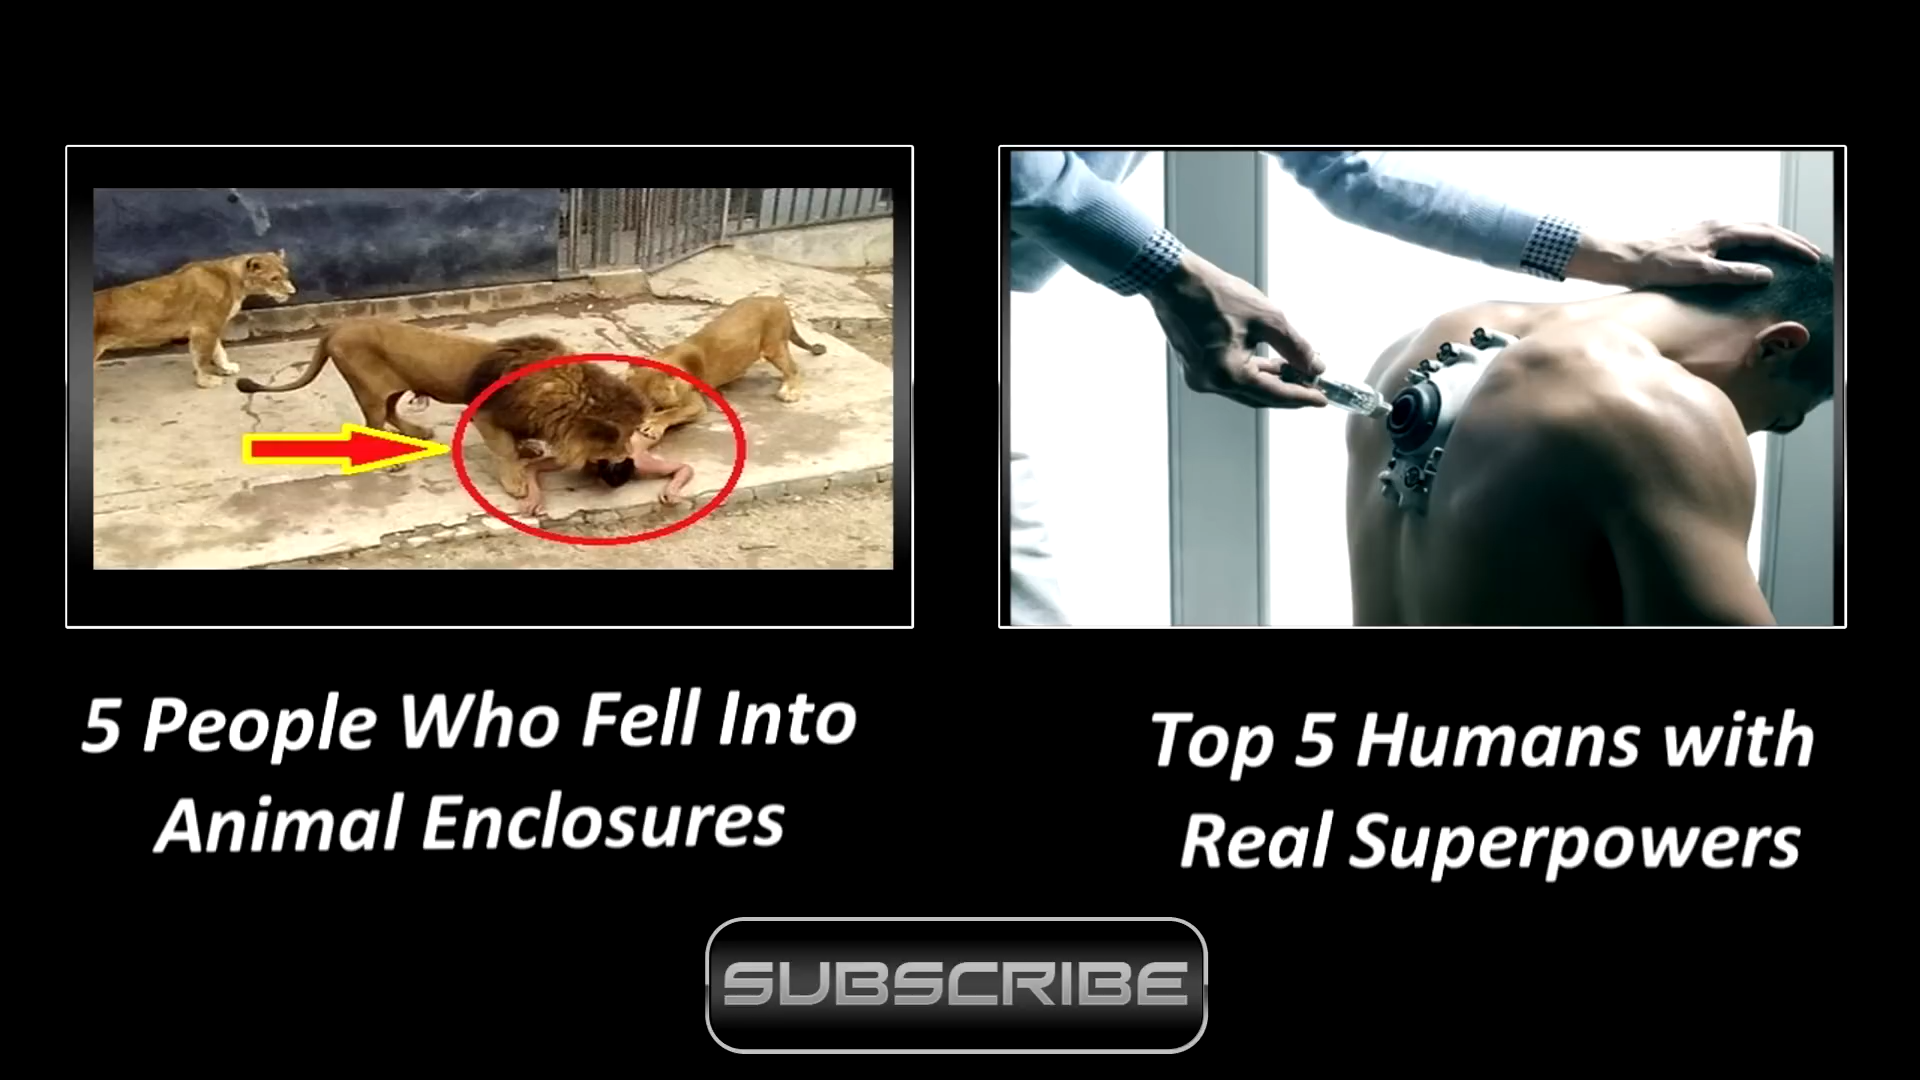 5 People Who Fell Into
Animal Enclosures
Top 5 Humans with
Real Superpowers
SUBSCRIBE